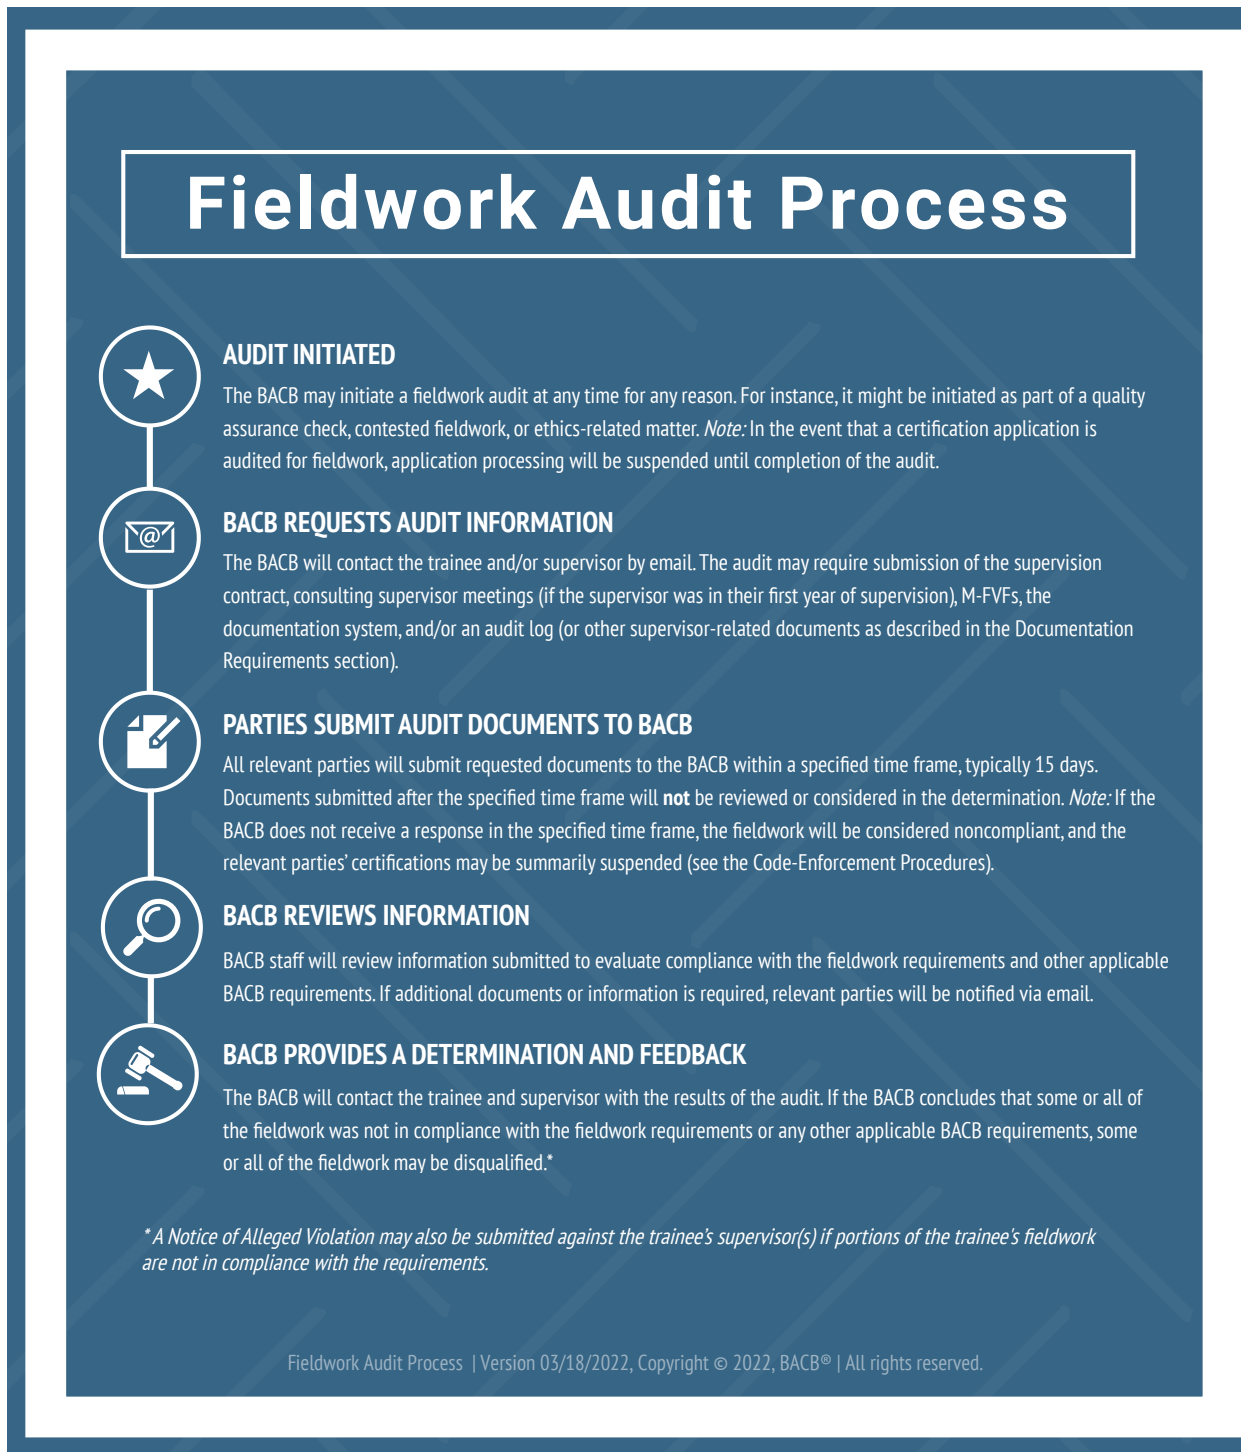 Fieldwork Audit Process
AUDIT INITIATED
The BACB may initiate a fieldwork audit at any time for any reason. For instance, it might be initiated as part of a quality
assurance check, contested fieldwork, or ethics-related matter. Note: In the event that a certification application is
audited for fieldwork, application processing will be suspended until completion of the audit.
@
BACB REQUESTS AUDIT INFORMATION
The BACB will contact the trainee and/or supervisor by email. The audit may require submission of the supervision
contract, consulting supervisor meetings (if the supervisor was in their first year of supervision), M-FVFs, the
documentation system, and/or an audit log (or other supervisor-related documents as described in the Documentation
Requirements section).
PARTIES SUBMIT AUDIT DOCUMENTS TO BACB
All relevant parties will submit requested documents to the BACB within a specified time frame, typically 15 days.
Documents submitted after the specified time frame will not be reviewed or considered in the determination. Note: If the
BACB does not receive a response in the specified time frame, the fieldwork will be considered noncompliant, and the
relevant parties’ certifications may be summarily suspended (see the Code-Enforcement Procedures).
BACB REVIEWS INFORMATION
BACB staff will review information submitted to evaluate compliance with the fieldwork requirements and other applicable
BACB requirements. If additional documents or information is required, relevant parties will be notified via email.
BACB PROVIDES A DETERMINATION AND FEEDBACK
The BACB will contact the trainee and supervisor with the results of the audit. If the BACB concludes that some or all of
the fieldwork was not in compliance with the fieldwork requirements or any other applicable BACB requirements, some
or all of the fieldwork may be disqualified.*
* A Notice of Alleged Violation may also be submitted against the trainee’s supervisor(s) if portions of the trainee's fieldwork
are not in compliance with the requirements.
Fieldwork Audit Process | Version 03/18/2022, Copyright © 2022, BACB® | All rights reserved.